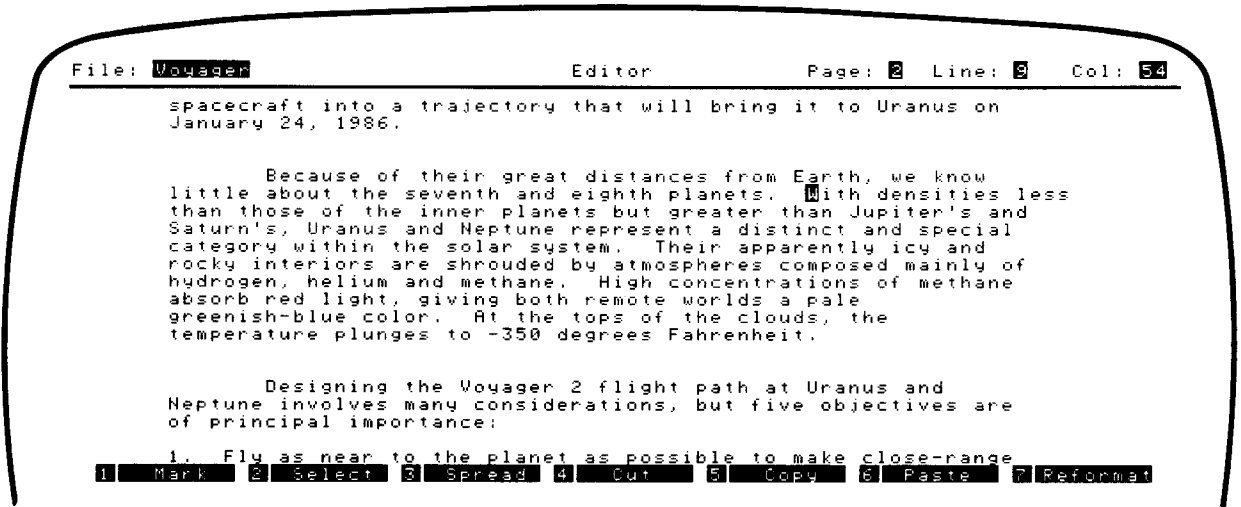 File: Voyager Editor Page: 2 Line: 9 Col: 54
spacecraft into a trajectory that will bring it to Uranus on
January 24, 1986.
Because of their great distances from Earth, we know
little about the seventh and eighth planets. With densities less
than those of the inner planets but greater than Jupiter's and
Saturn's, Uranus and Neptune represent a distinct and special
category within the solar system. Their apparently icy and
rocky interiors are shrouded by atmospheres composed mainly of
hydrogen, helium and methane. High concentrations of methane
absorb red light, giving both remote worlds a pale
greenish-blue color. At the tops of the clouds, the
temperature plunges to -350 degrees Fahrenheit.
Designing the Voyager 2 flight path at Uranus and
Neptune involves many considerations, but five objectives are
of principal importance:
1. Fly as near to the planet as possible to make close-range
1 Mark 2 Select 3 Spread 4 Cut 5 Copy 6 Paste 7 Reformat